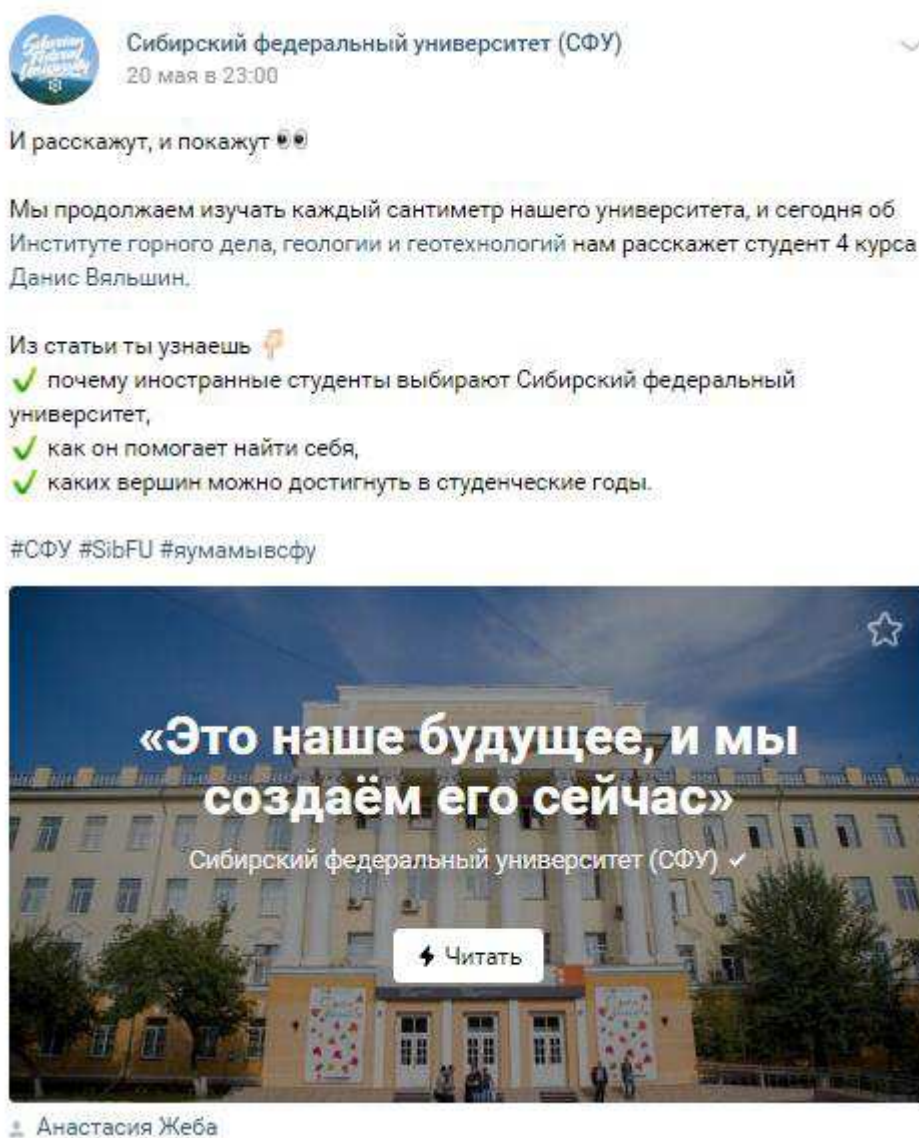 Siberian
Federal
University
Сибирский федеральный университет (СФУ)
20 мая в 23:00
И расскажут, и покажут 👀
Мы продолжаем изучать каждый сантиметр нашего университета, и сегодня об
Институте горного дела, геологии и геотехнологий нам расскажет студент 4 курса
Данис Вяльшин.
Из статьи ты узнаешь 👇🏻
✔ почему иностранные студенты выбирают Сибирский федеральный
университет,
✔ как он помогает найти себя,
✔ каких вершин можно достигнуть в студенческие годы.
#СФУ #SibFU #яумамывсфу
«Это наше будущее, и мы
создаём его сейчас»
Сибирский федеральный университет (СФУ) ✓
Читать
Анастасия Жеба